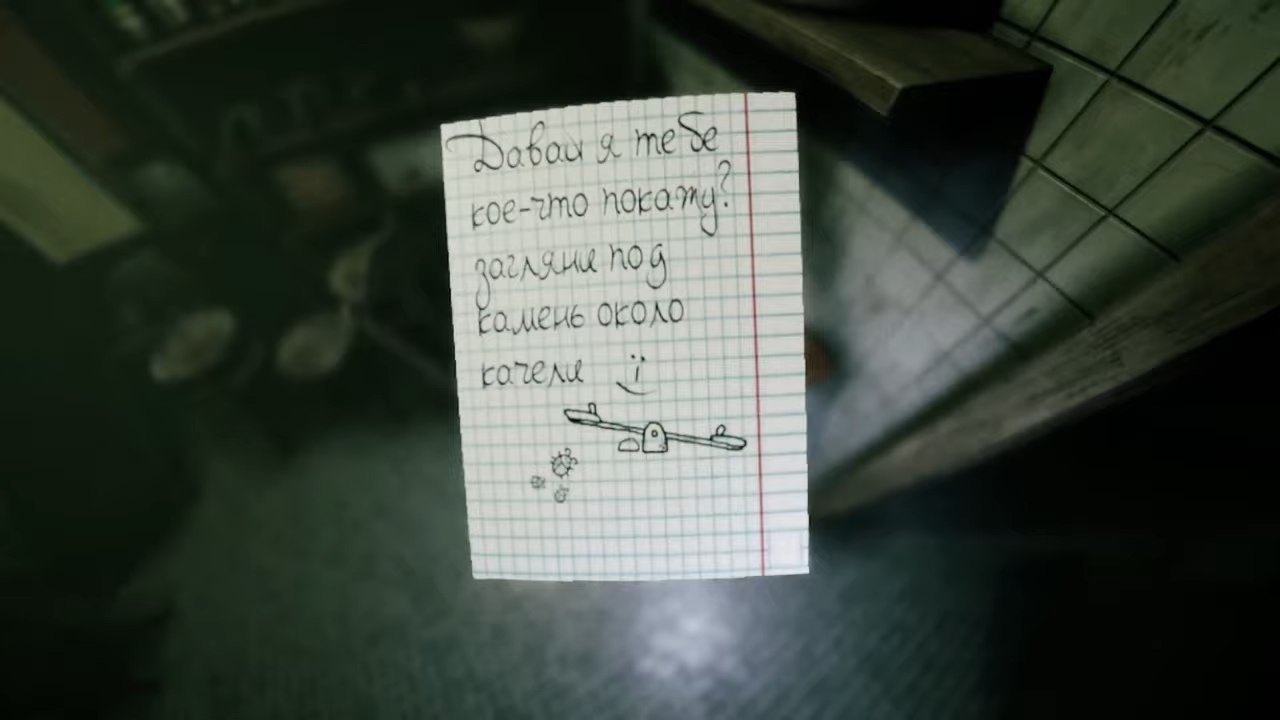 Давай я тебе
кое-что покажу?
загляни под
камень около
качели